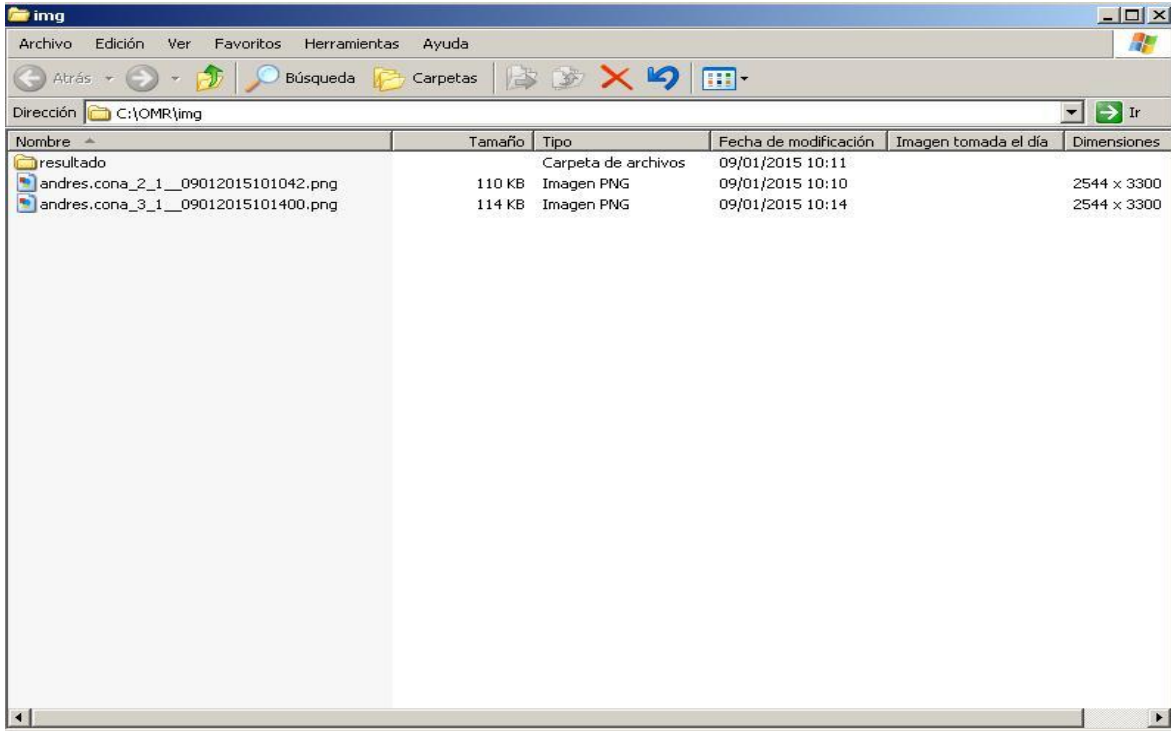 img
Archivo Edición Ver Favoritos Herramientas Ayuda
Atrás Búsqueda Carpetas
Dirección C:\OMR\img Ir
Nombre Tamaño Tipo Fecha de modificación Imagen tomada el día Dimensiones
resultado Carpeta de archivos 09/01/2015 10:11
andres.cona_2_1__09012015101042.png 110 KB Imagen PNG 09/01/2015 10:10 2544 x 3300
andres.cona_3_1__09012015101400.png 114 KB Imagen PNG 09/01/2015 10:14 2544 x 3300